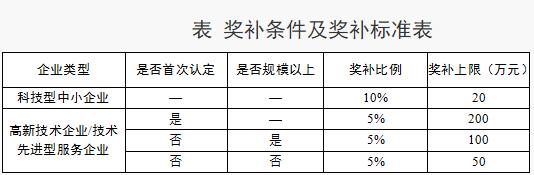 表 奖补条件及奖补标准表
企业类型 是否首次认定 是否规模以上 奖补比例 奖补上限（万元）
科技型中小企业 — — 10% 20
高新技术企业/技术先进型服务企业 是 — 5% 200
否 是 5% 100
否 否 5% 50